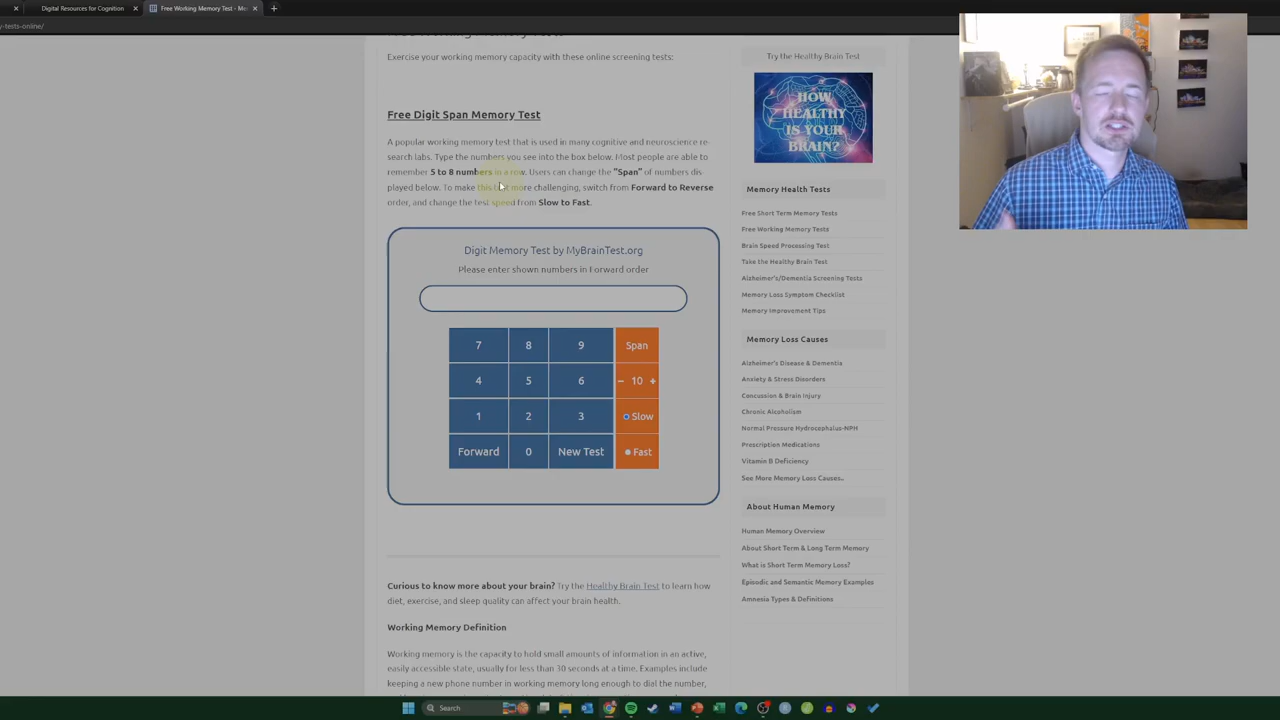 Digital Resources for Cognition
Free Working Memory Test - Me
y-tests-online/
Exercise your working memory capacity with these online screening tests:
Free Digit Span Memory Test
A popular working memory test that is used in many cognitive and neuroscience re-
search labs. Type the numbers you see into the box below. Most people are able to
remember 5 to 8 numbers in a row. Users can change the "Span" of numbers dis-
played below. To make this test more challenging, switch from Forward to Reverse
order, and change the test speed from Slow to Fast.
Digit Memory Test by MyBrainTest.org
Please enter shown numbers in Forward order
7 8 9 Span
4 5 6 − 10 +
1 2 3 Slow
Forward 0 New Test Fast
Curious to know more about your brain? Try the Healthy Brain Test to learn how
diet, exercise, and sleep quality can affect your brain health.
Working Memory Definition
Working memory is the capacity to hold small amounts of information in an active,
easily accessible state, usually for less than 30 seconds at a time. Examples include
keeping a new phone number in working memory long enough to dial the number,
Try the Healthy Brain Test
HOW
HEALTHY
IS YOUR
BRAIN?
Memory Health Tests
Free Short Term Memory Tests
Free Working Memory Tests
Brain Speed Processing Test
Take the Healthy Brain Test
Alzheimer's/Dementia Screening Tests
Memory Loss Symptom Checklist
Memory Improvement Tips
Memory Loss Causes
Alzheimer's Disease & Dementia
Anxiety & Stress Disorders
Concussion & Brain Injury
Chronic Alcoholism
Normal Pressure Hydrocephalus-NPH
Prescription Medications
Vitamin B Deficiency
See More Memory Loss Causes..
About Human Memory
Human Memory Overview
About Short Term & Long Term Memory
What is Short Term Memory Loss?
Episodic and Semantic Memory Examples
Amnesia Types & Definitions
Search